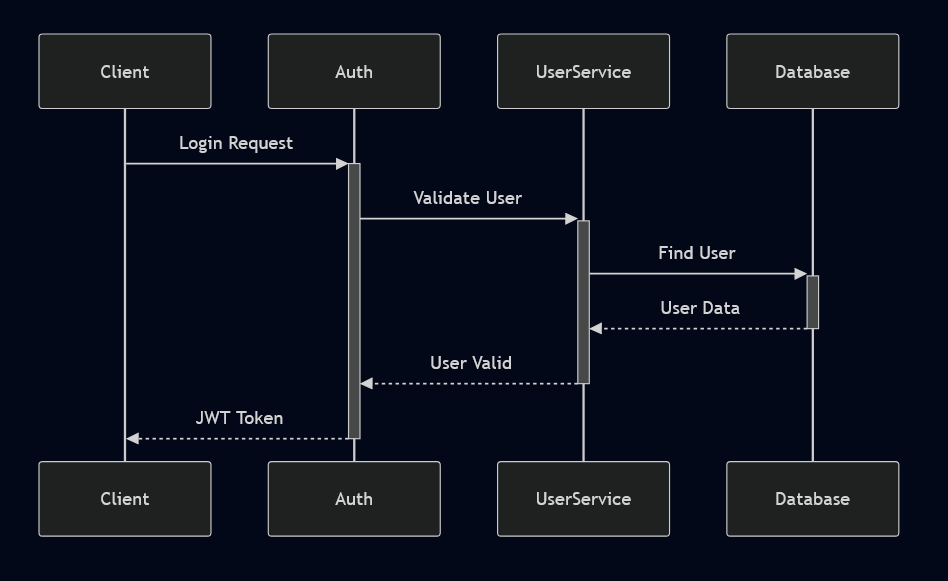 Client
Auth
UserService
Database
Login Request
Validate User
Find User
User Data
User Valid
JWT Token
Client
Auth
UserService
Database